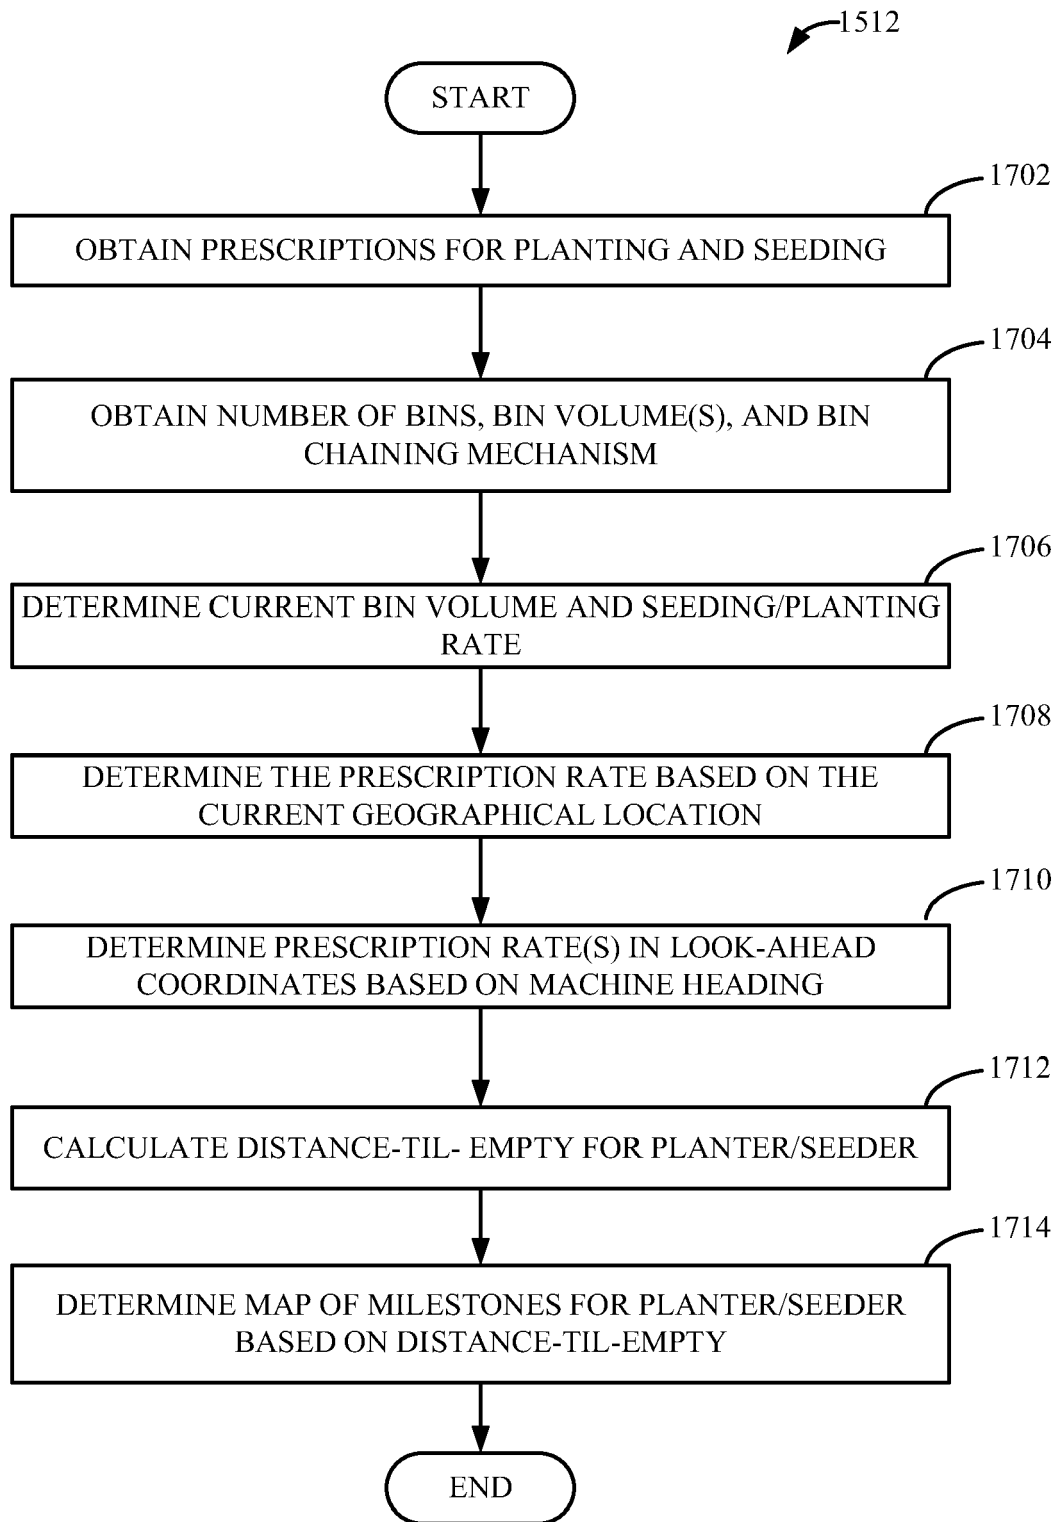 1512
START
1702
OBTAIN PRESCRIPTIONS FOR PLANTING AND SEEDING
1704
OBTAIN NUMBER OF BINS, BIN VOLUME(S), AND BIN
CHAINING MECHANISM
1706
DETERMINE CURRENT BIN VOLUME AND SEEDING/PLANTING
RATE
1708
DETERMINE THE PRESCRIPTION RATE BASED ON THE
CURRENT GEOGRAPHICAL LOCATION
1710
DETERMINE PRESCRIPTION RATE(S) IN LOOK-AHEAD
COORDINATES BASED ON MACHINE HEADING
1712
CALCULATE DISTANCE-TIL- EMPTY FOR PLANTER/SEEDER
1714
DETERMINE MAP OF MILESTONES FOR PLANTER/SEEDER
BASED ON DISTANCE-TIL-EMPTY
END